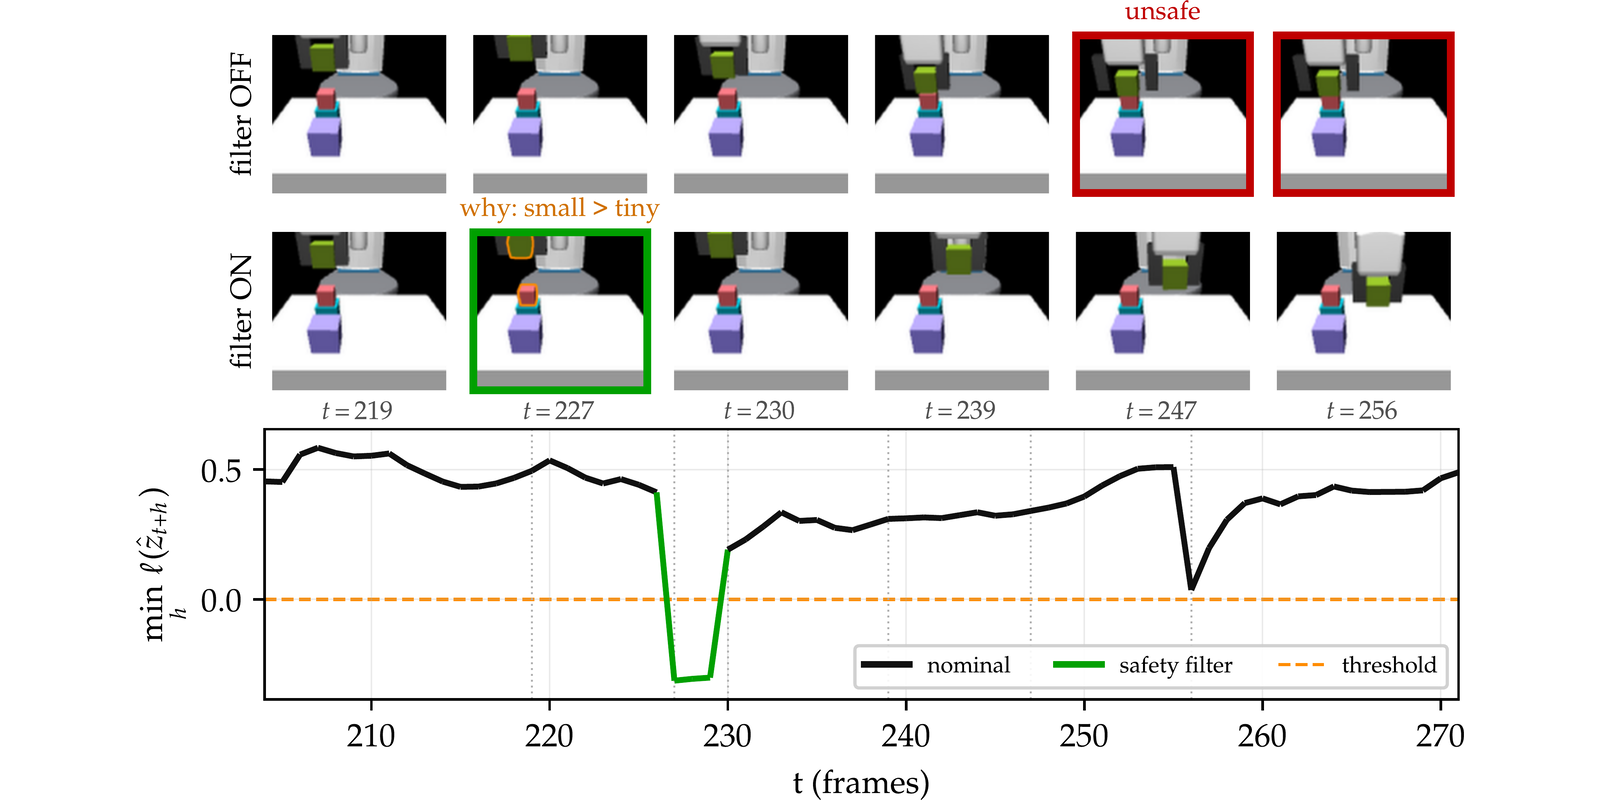 unsafe
filter OFF
why: small > tiny
filter ON
t = 219
t = 227
t = 230
t = 239
t = 247
t = 256
min ℓ(ẑ_{t+h})
h
0.5
0.0
nominal
safety filter
threshold
210
220
230
240
250
260
270
t (frames)